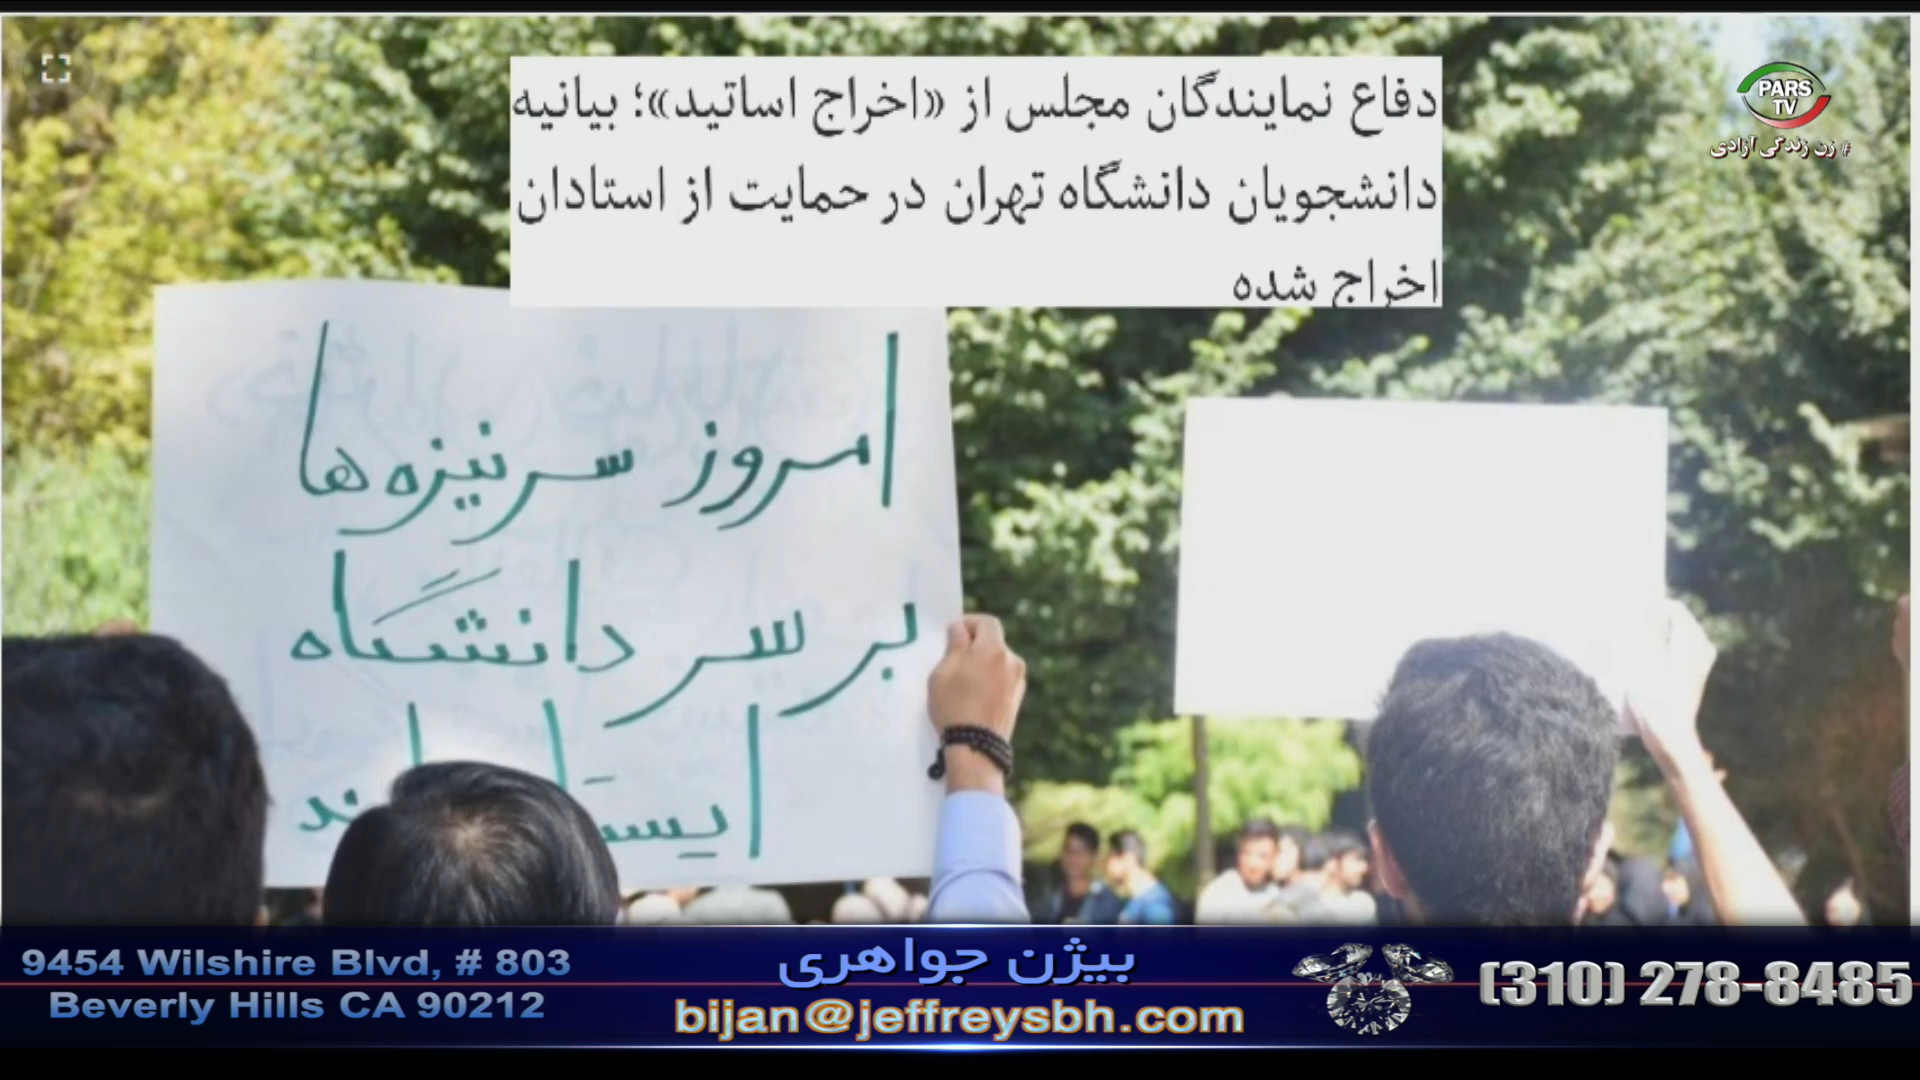 دفاع نمایندگان مجلس از «اخراج اساتید»؛ بیانیه
دانشجویان دانشگاه تهران در حمایت از استادان
اخراج شده
PARS
TV
# زن زندگی آزادی
امروز سرنیزه ها
بر سر دانشگاه
9454 Wilshire Blvd, # 803
Beverly Hills CA 90212
بیژن جواهری
bijan@jeffreysbh.com
(310) 278-8485